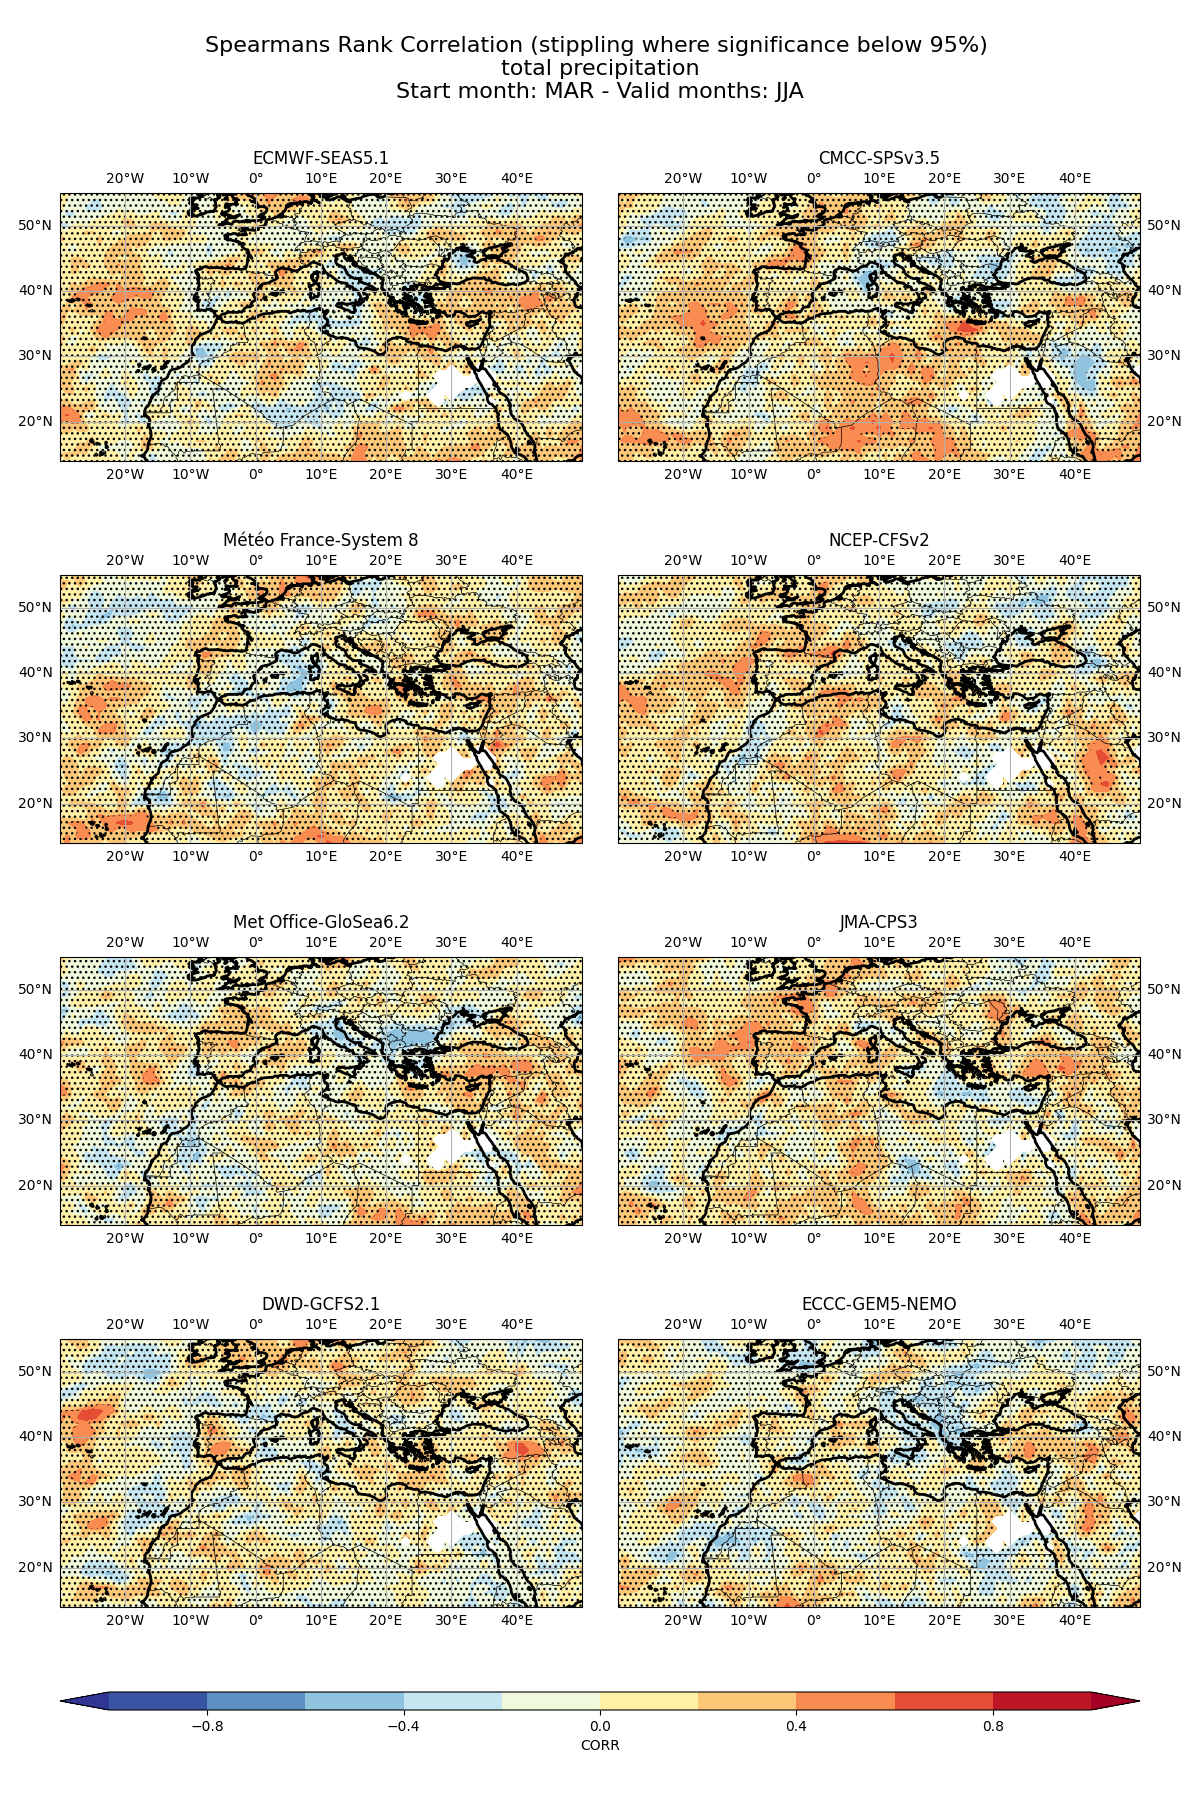 Spearmans Rank Correlation (stippling where significance below 95%)
total precipitation
Start month: MAR - Valid months: JJA
ECMWF-SEAS5.1
20°W 10°W 0° 10°E 20°E 30°E 40°E
50°N
40°N
30°N
20°N
20°W 10°W 0° 10°E 20°E 30°E 40°E
CMCC-SPSv3.5
20°W 10°W 0° 10°E 20°E 30°E 40°E
50°N
40°N
30°N
20°N
20°W 10°W 0° 10°E 20°E 30°E 40°E
Météo France-System 8
20°W 10°W 0° 10°E 20°E 30°E 40°E
50°N
40°N
30°N
20°N
20°W 10°W 0° 10°E 20°E 30°E 40°E
NCEP-CFSv2
20°W 10°W 0° 10°E 20°E 30°E 40°E
50°N
40°N
30°N
20°N
20°W 10°W 0° 10°E 20°E 30°E 40°E
Met Office-GloSea6.2
20°W 10°W 0° 10°E 20°E 30°E 40°E
50°N
40°N
30°N
20°N
20°W 10°W 0° 10°E 20°E 30°E 40°E
JMA-CPS3
20°W 10°W 0° 10°E 20°E 30°E 40°E
50°N
40°N
30°N
20°N
20°W 10°W 0° 10°E 20°E 30°E 40°E
DWD-GCFS2.1
20°W 10°W 0° 10°E 20°E 30°E 40°E
50°N
40°N
30°N
20°N
20°W 10°W 0° 10°E 20°E 30°E 40°E
ECCC-GEM5-NEMO
20°W 10°W 0° 10°E 20°E 30°E 40°E
50°N
40°N
30°N
20°N
20°W 10°W 0° 10°E 20°E 30°E 40°E
−0.8 −0.4 0.0 0.4 0.8
CORR